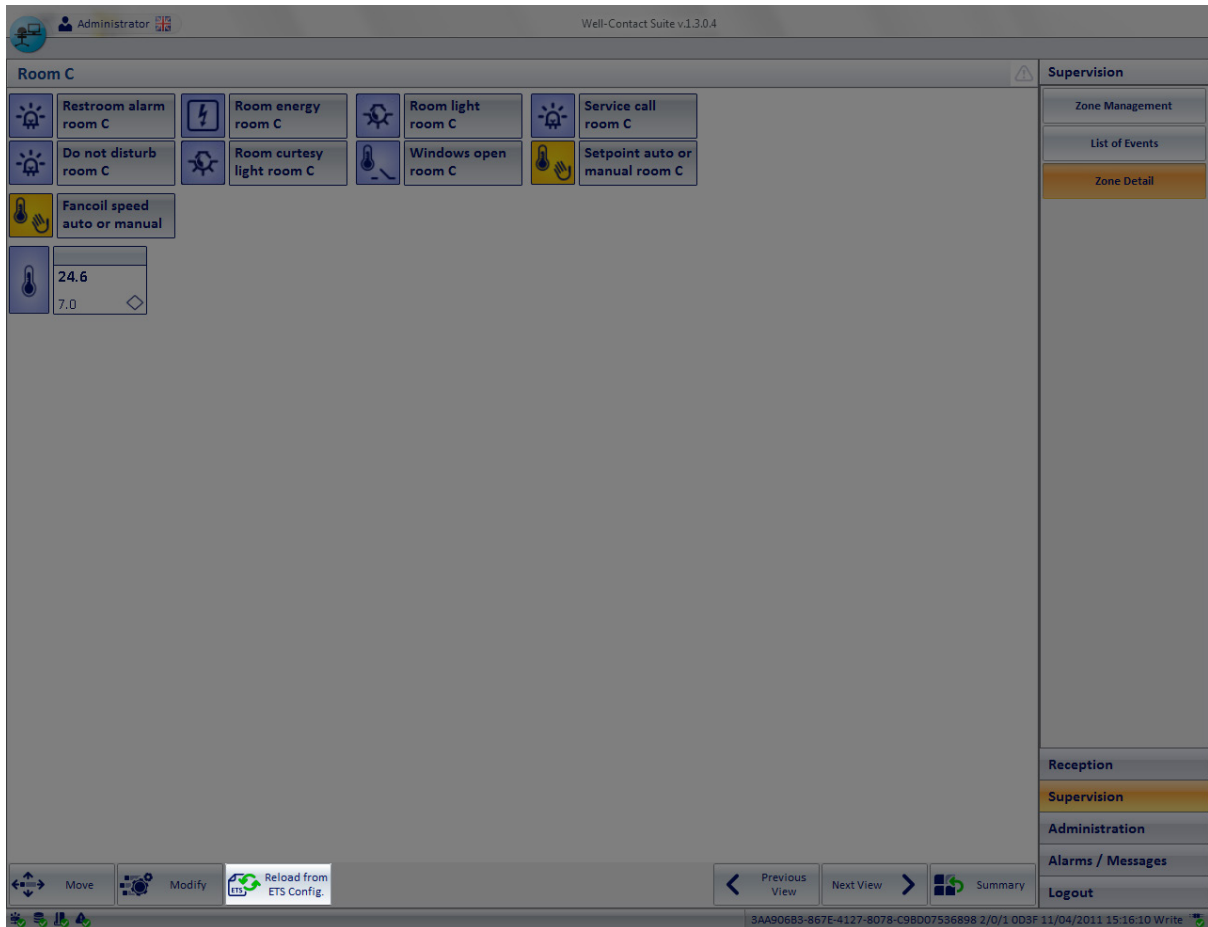 Administrator
Well-Contact Suite v.1.3.0.4
Room C
Supervision
Restroom alarm
room C
Room energy
room C
Room light
room C
Service call
room C
Do not disturb
room C
Room curtesy
light room C
Windows open
room C
Setpoint auto or
manual room C
Fancoil speed
auto or manual
24.6
7.0
Zone Management
List of Events
Zone Detail
Reception
Supervision
Administration
Alarms / Messages
Logout
Move
Modify
ETS
Reload from
ETS Config.
Previous
View
Next View
Summary
3AA906B3-867E-4127-8078-C9BD07536898 2/0/1 0D3F 11/04/2011 15:16:10 Write